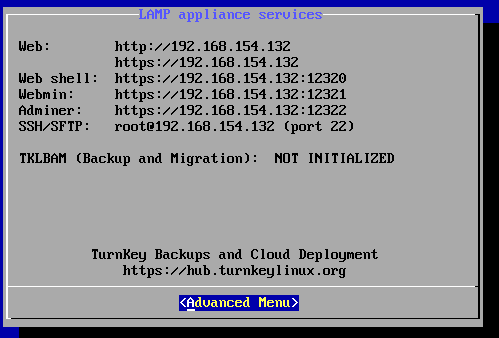 LAMP appliance services
Web: http://192.168.154.132
https://192.168.154.132
Web shell: https://192.168.154.132:12320
Webmin: https://192.168.154.132:12321
Adminer: https://192.168.154.132:12322
SSH/SFTP: root@192.168.154.132 (port 22)
TKLBAM (Backup and Migration): NOT INITIALIZED
TurnKey Backups and Cloud Deployment
https://hub.turnkeylinux.org
<Advanced Menu>